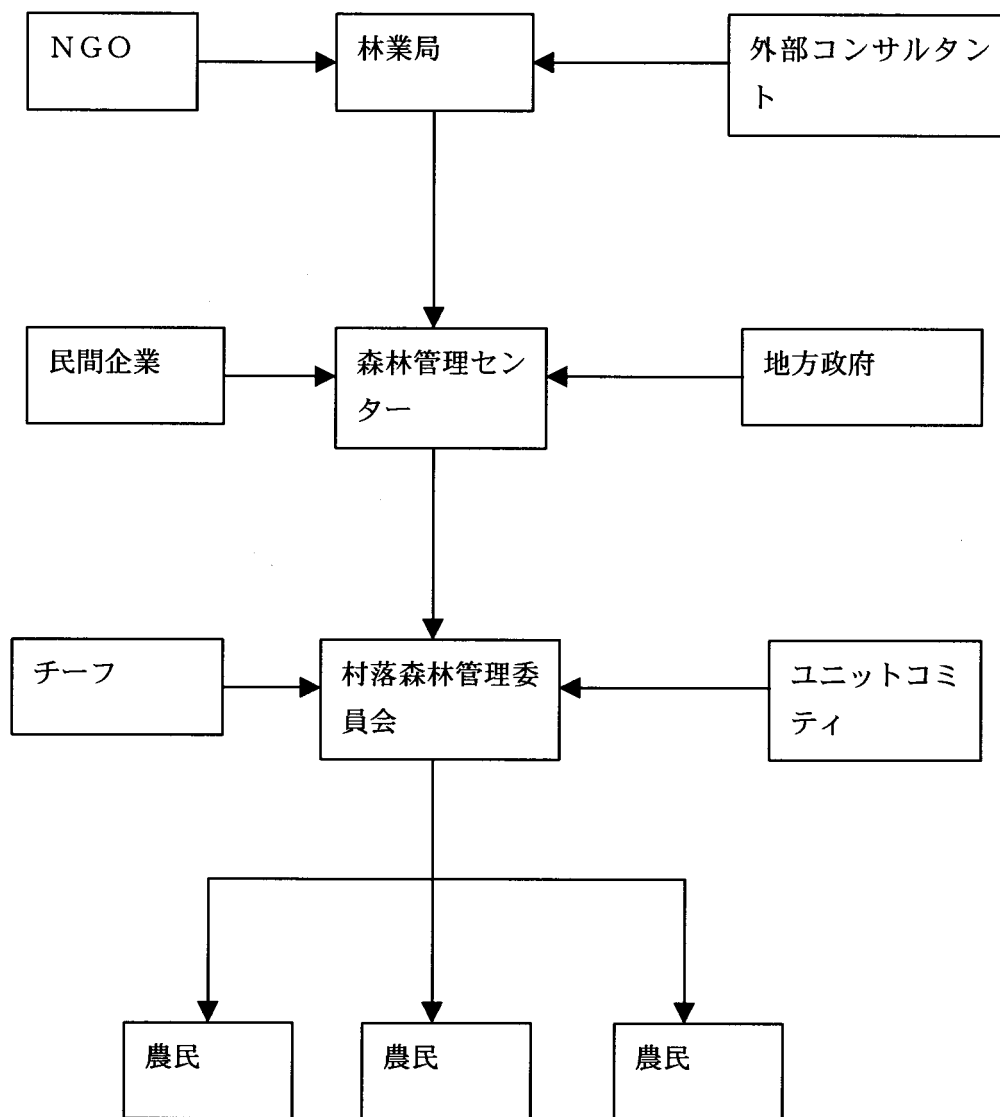 ＮＧＯ
林業局
外部コンサルタン
ト
民間企業
森林管理セン
ター
地方政府
チーフ
村落森林管理委
員会
ユニットコミ
ティ
農民
農民
農民